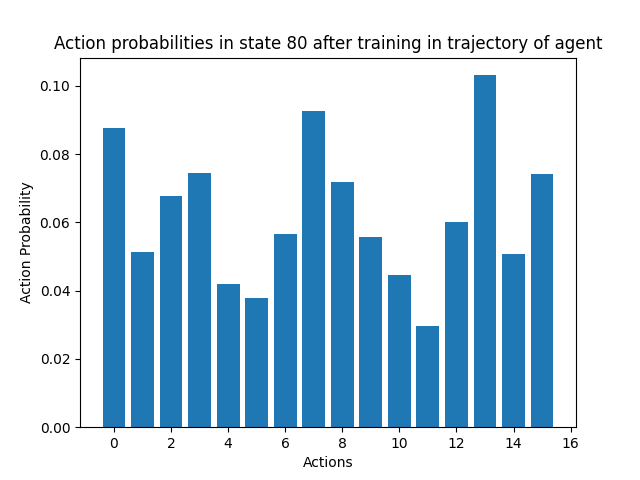 Action probabilities in state 80 after training in trajectory of agent
0.10
0.08
0.06
0.04
0.02
0.00
Action Probability
0 2 4 6 8 10 12 14 16
Actions